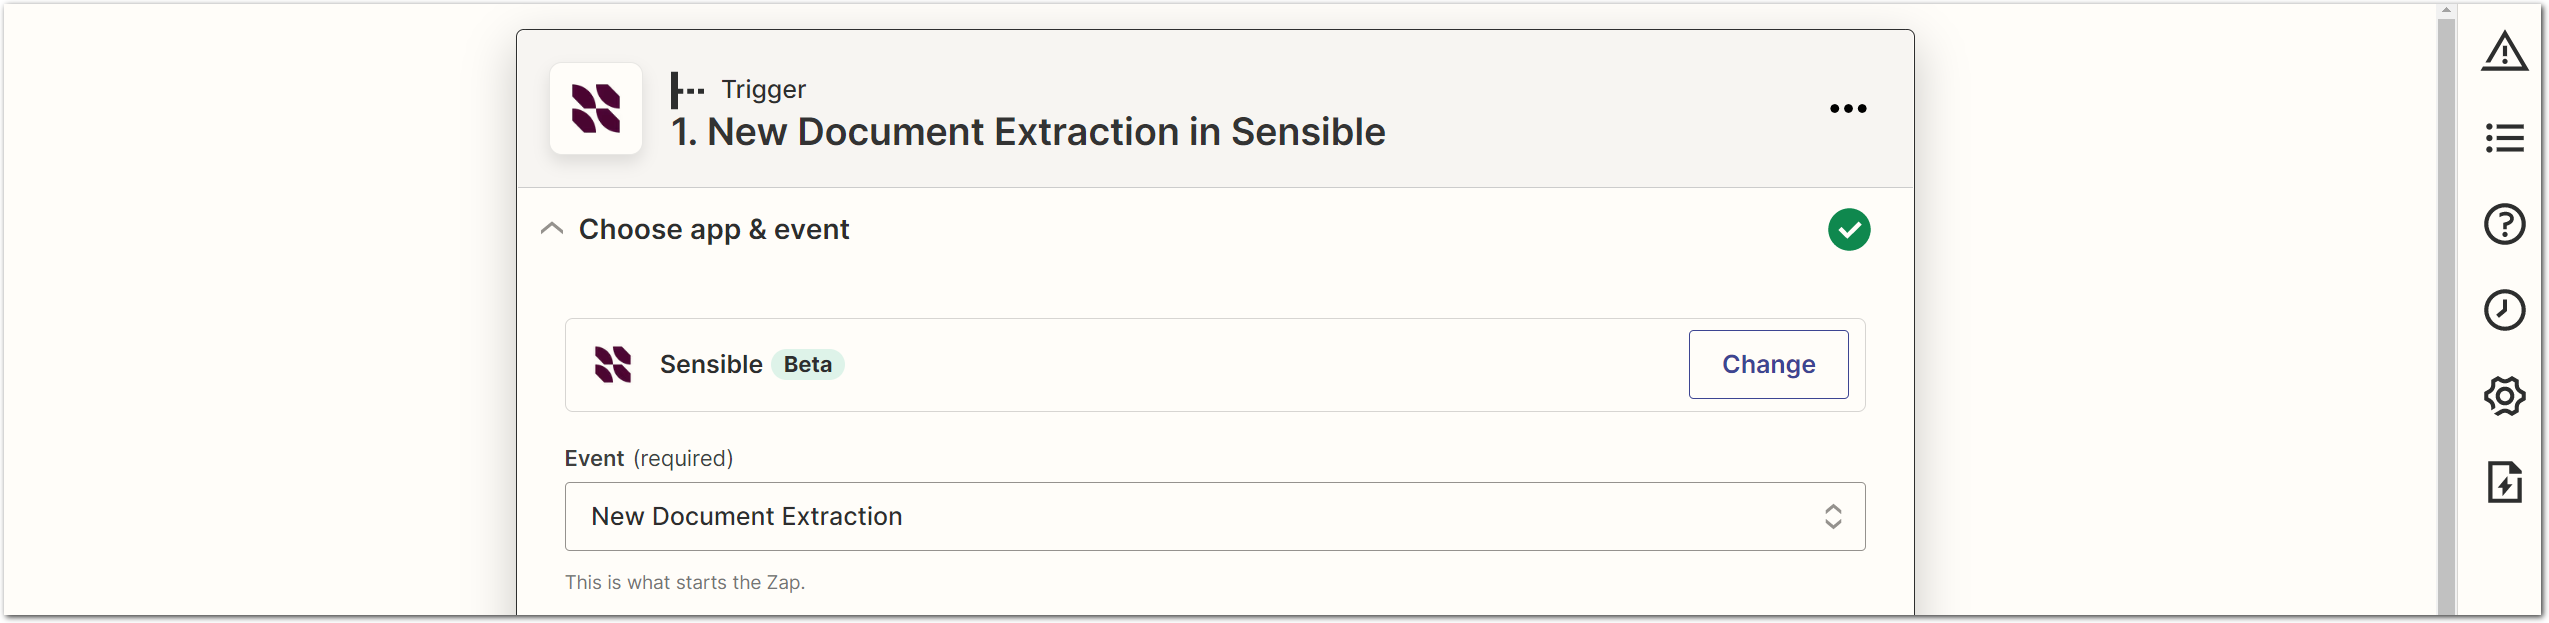 Trigger
1. New Document Extraction in Sensible
Choose app & event
Sensible Beta
Change
Event (required)
New Document Extraction
This is what starts the Zap.